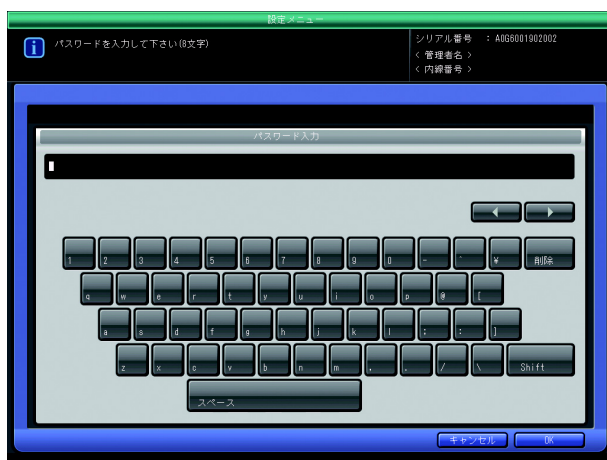 設定メニュー
パスワードを入力して下さい(8文字)
シリアル番号 : A0G6001902002
< 管理者名 >
< 内線番号 >
パスワード入力
1 2 3 4 5 6 7 8 9 0 - ^ ¥ 削除
q w e r t y u i o p @ [
a s d f g h j k l ; : ]
z x c v b n m , . / \ Shift
スペース
キャンセル OK